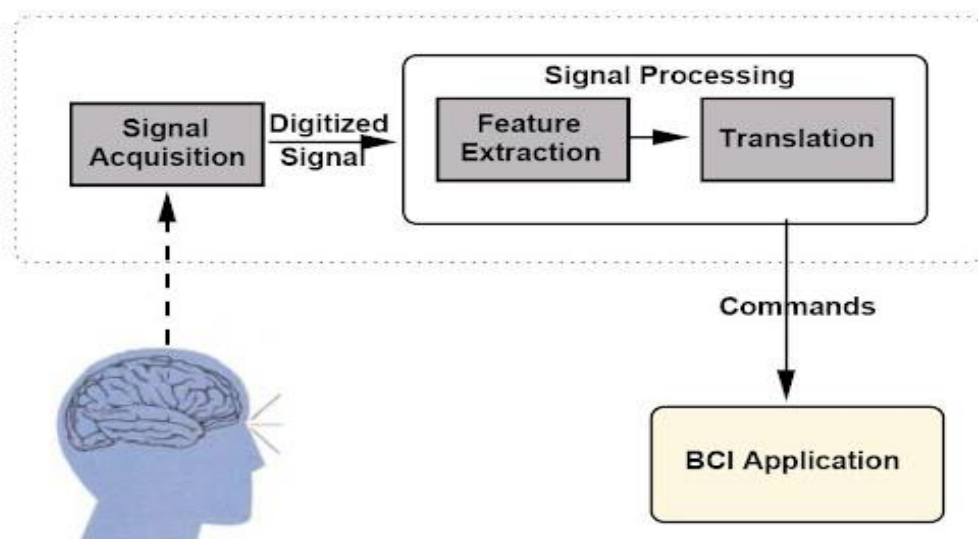 Signal Processing
Signal
Acquisition
Digitized
Signal
Feature
Extraction
Translation
Commands
BCI Application